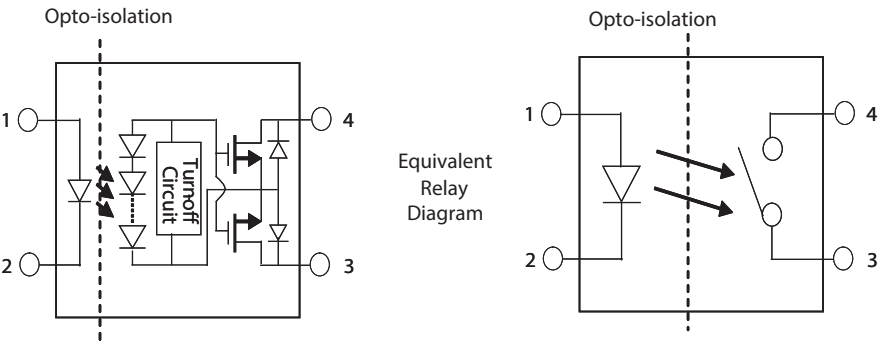 Opto-isolation
1
2
Turnoff
Circuit
4
3
Equivalent
Relay
Diagram
Opto-isolation
1
2
4
3